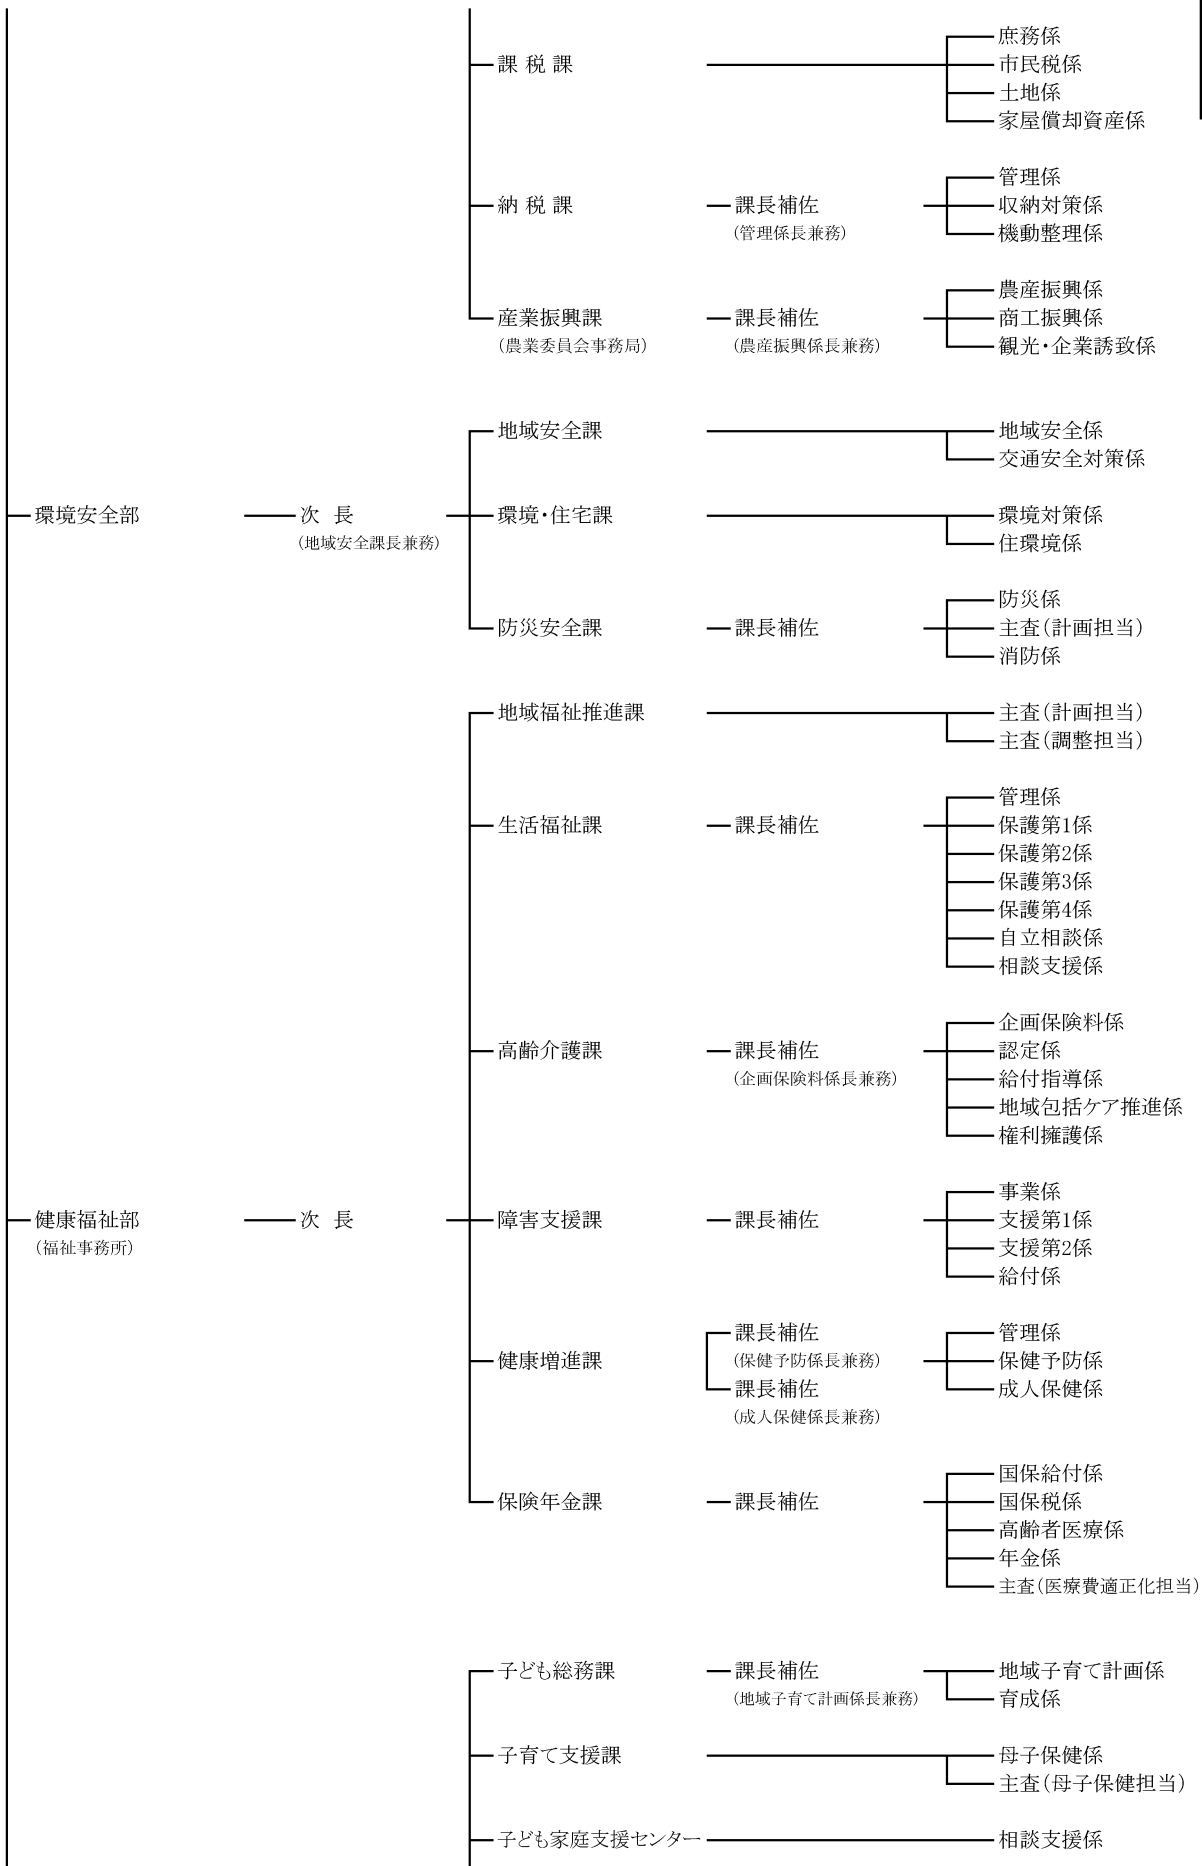 課 税 課
庶務係
市民税係
土地係
家屋償却資産係
納 税 課
課長補佐
(管理係長兼務)
管理係
収納対策係
機動整理係
産業振興課
(農業委員会事務局)
課長補佐
(農産振興係長兼務)
農産振興係
商工振興係
観光・企業誘致係
環境安全部
次 長
(地域安全課長兼務)
地域安全課
地域安全係
交通安全対策係
環境・住宅課
環境対策係
住環境係
防災安全課
課長補佐
防災係
主査(計画担当)
消防係
健康福祉部
(福祉事務所)
次 長
地域福祉推進課
主査(計画担当)
主査(調整担当)
生活福祉課
課長補佐
管理係
保護第1係
保護第2係
保護第3係
保護第4係
自立相談係
相談支援係
高齢介護課
課長補佐
(企画保険料係長兼務)
企画保険料係
認定係
給付指導係
地域包括ケア推進係
権利擁護係
障害支援課
課長補佐
事業係
支援第1係
支援第2係
給付係
健康増進課
課長補佐
(保健予防係長兼務)
課長補佐
(成人保健係長兼務)
管理係
保健予防係
成人保健係
保険年金課
課長補佐
国保給付係
国保税係
高齢者医療係
年金係
主査(医療費適正化担当)
子ども総務課
課長補佐
(地域子育て計画係長兼務)
地域子育て計画係
育成係
子育て支援課
母子保健係
主査(母子保健担当)
子ども家庭支援センター
相談支援係